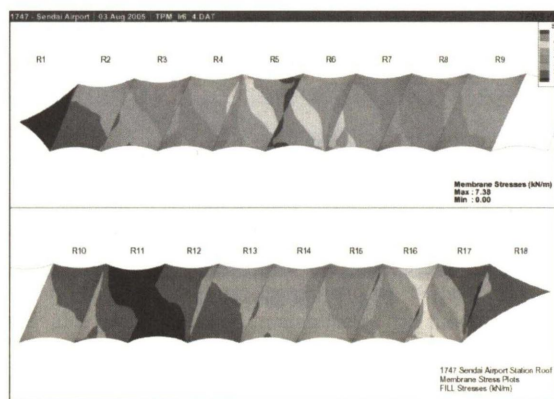 1747 - Sendai Airport 03 Aug 2005 TPM_tr6_4.DAT
R1 R2 R3 R4 R5 R6 R7 R8 R9
Membrane Stresses (kN/m)
Max : 7.38
Min : 0.00
R10 R11 R12 R13 R14 R15 R16 R17 R18
1747 Sendai Airport Station Roof
Membrane Stress Plots
FILL Stresses (kN/m)